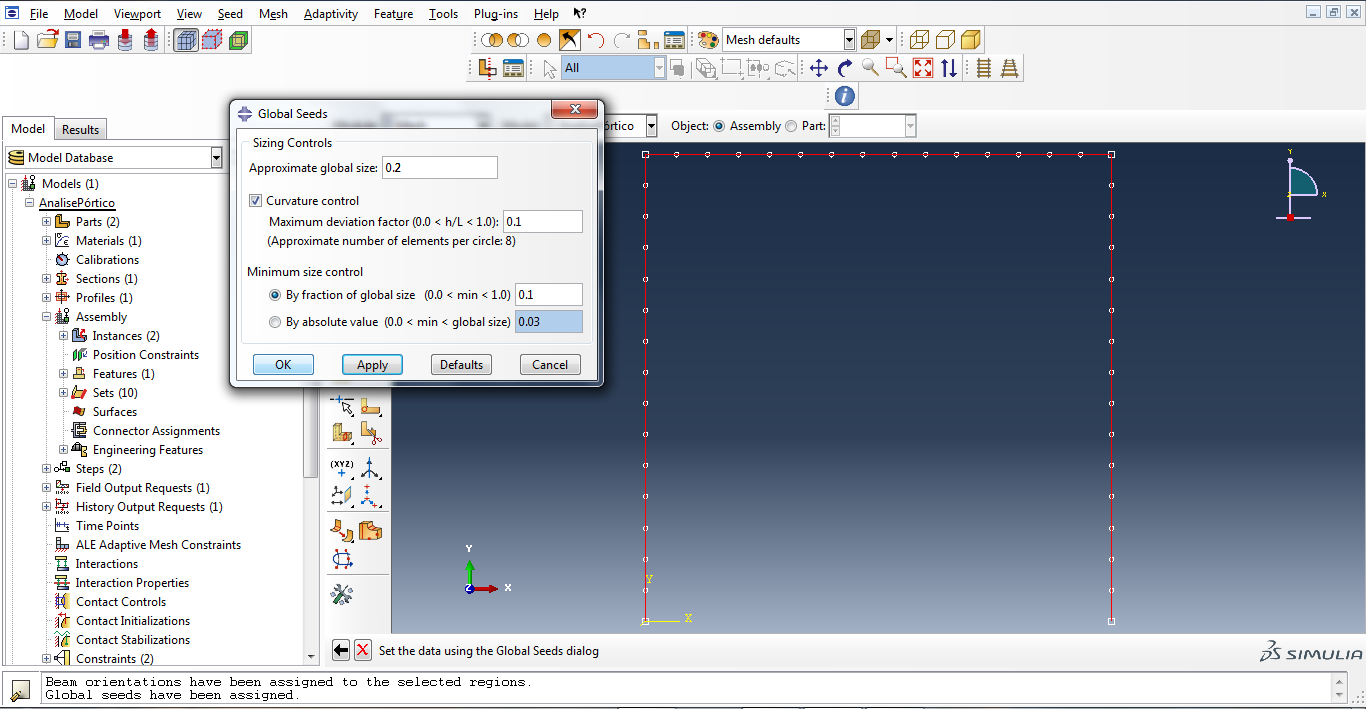 File Model Viewport View Seed Mesh Adaptivity Feature Tools Plug-ins Help
Mesh defaults
All
Model Results
Global Seeds
órtico Object: Assembly Part:
Model Database
Models (1)
AnalisePórtico
Parts (2)
Materials (1)
Calibrations
Sections (1)
Profiles (1)
Assembly
Instances (2)
Position Constraints
Features (1)
Sets (10)
Surfaces
Connector Assignments
Engineering Features
Steps (2)
Field Output Requests (1)
History Output Requests (1)
Time Points
ALE Adaptive Mesh Constraints
Interactions
Interaction Properties
Contact Controls
Contact Initializations
Contact Stabilizations
Constraints (2)
Sizing Controls
Approximate global size: 0.2
Curvature control
Maximum deviation factor (0.0 < h/L < 1.0): 0.1
(Approximate number of elements per circle: 8)
Minimum size control
By fraction of global size (0.0 < min < 1.0) 0.1
By absolute value (0.0 < min < global size) 0.03
OK Apply Defaults Cancel
(XYZ)
Y
X
Y
Z X
Y
X
Set the data using the Global Seeds dialog
SIMULIA
Beam orientations have been assigned to the selected regions.
Global seeds have been assigned.